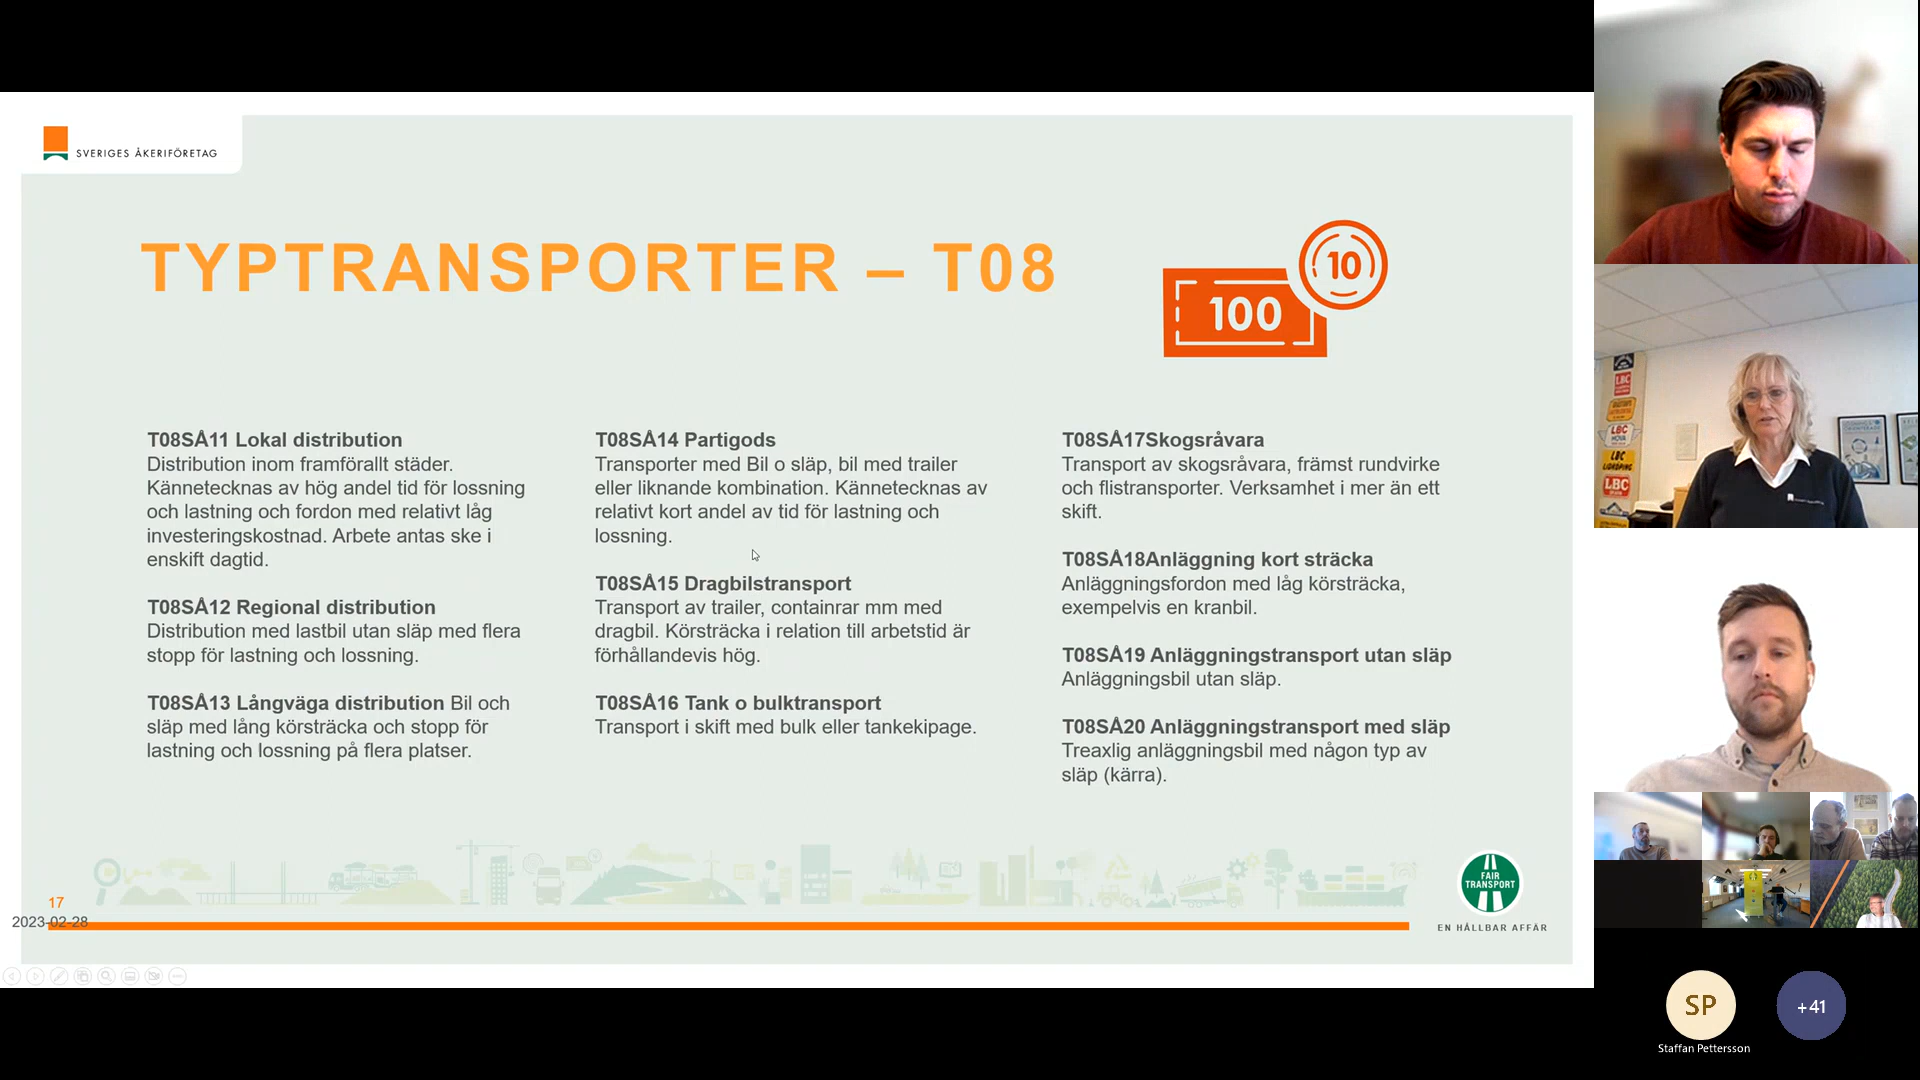 SVERIGES ÅKERIFÖRETAG
TYPTRANSPORTER – T08
100
10
T08SÅ11 Lokal distribution
Distribution inom framförallt städer.
Kännetecknas av hög andel tid för lossning
och lastning och fordon med relativt låg
investeringskostnad. Arbete antas ske i
enskift dagtid.
T08SÅ12 Regional distribution
Distribution med lastbil utan släp med flera
stopp för lastning och lossning.
T08SÅ13 Långväga distribution Bil och
släp med lång körsträcka och stopp för
lastning och lossning på flera platser.
T08SÅ14 Partigods
Transporter med Bil o släp, bil med trailer
eller liknande kombination. Kännetecknas av
relativt kort andel av tid för lastning och
lossning.
T08SÅ15 Dragbilstransport
Transport av trailer, containrar mm med
dragbil. Körsträcka i relation till arbetstid är
förhållandevis hög.
T08SÅ16 Tank o bulktransport
Transport i skift med bulk eller tankekipage.
T08SÅ17Skogsråvara
Transport av skogsråvara, främst rundvirke
och flistransporter. Verksamhet i mer än ett
skift.
T08SÅ18Anläggning kort sträcka
Anläggningsfordon med låg körsträcka,
exempelvis en kranbil.
T08SÅ19 Anläggningstransport utan släp
Anläggningsbil utan släp.
T08SÅ20 Anläggningstransport med släp
Treaxlig anläggningsbil med någon typ av
släp (kärra).
17
2023-02-28
FAIR
TRANSPORT
EN HÅLLBAR AFFÄR
LBC
LBC
LBC
LIDKÖPING
LBC
SP
Staffan Pettersson
+41